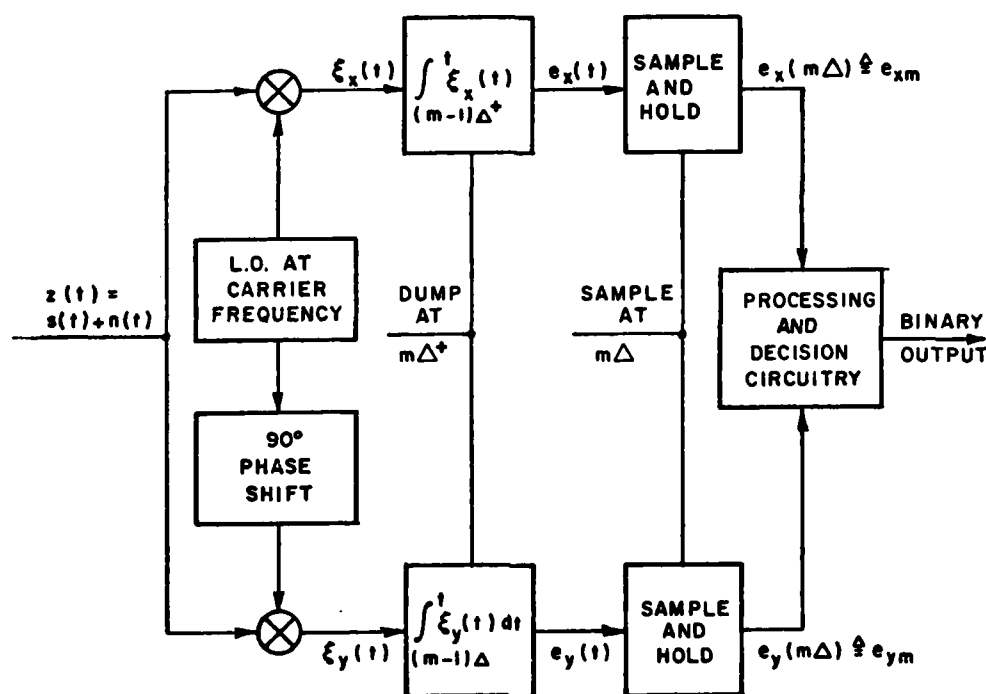 ξx(t)
∫ t ξx(t)
(m-1)Δ+
ex(t)
SAMPLE
AND
HOLD
ex(mΔ) ≜ exm
z(t) =
s(t)+n(t)
L.O. AT
CARRIER
FREQUENCY
DUMP
AT
mΔ+
SAMPLE
AT
mΔ
PROCESSING
AND
DECISION
CIRCUITRY
BINARY
OUTPUT
90°
PHASE
SHIFT
ξy(t)
∫ t ξy(t) dt
(m-1)Δ
ey(t)
SAMPLE
AND
HOLD
ey(mΔ) ≜ eym